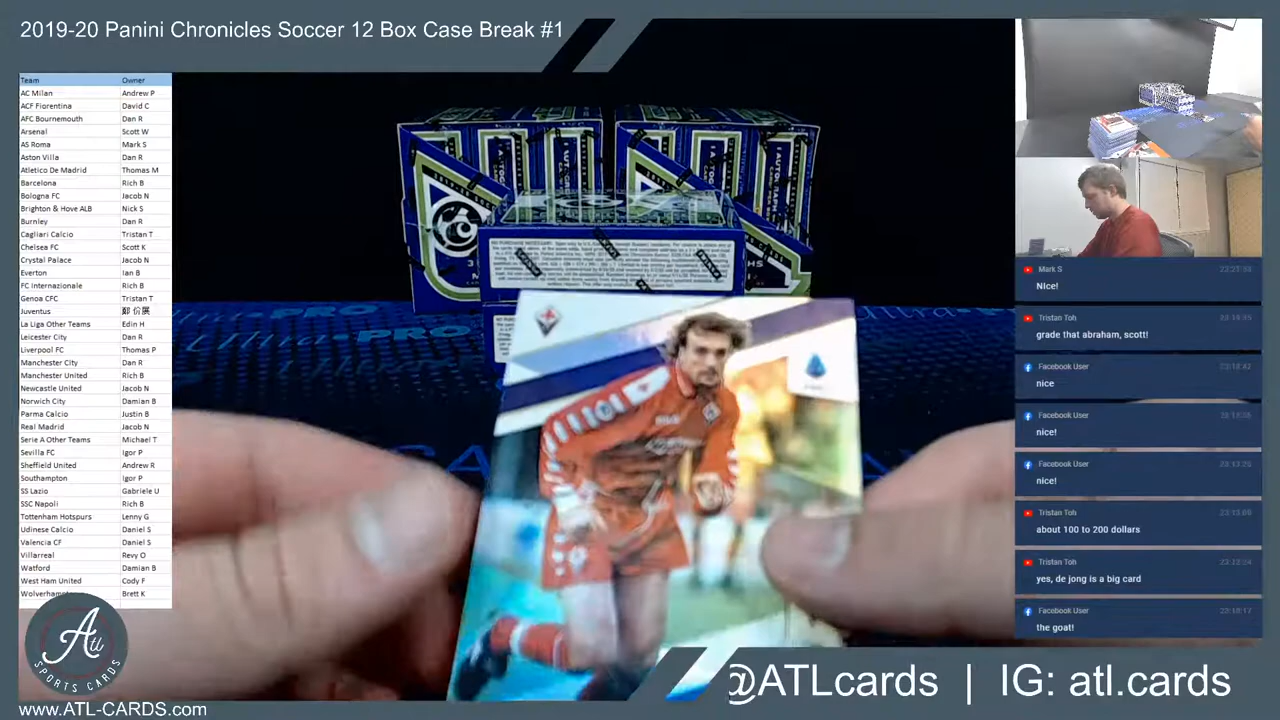 2019-20 Panini Chronicles Soccer 12 Box Case Break #1
Team Owner
AC Milan Andrew P
ACF Fiorentina David C
AFC Bournemouth Dan R
Arsenal Scott W
AS Roma Mark S
Aston Villa Dan R
Atletico De Madrid Thomas M
Barcelona Rich B
Bologna FC Jacob N
Brighton & Hove ALB Nick S
Burnley Dan R
Cagliari Calcio Tristan T
Chelsea FC Scott K
Crystal Palace Jacob N
Everton Ian B
FC Internazionale Rich B
Genoa CFC Tristan T
Juventus 鄭 价展
La Liga Other Teams Edin H
Leicester City Dan R
Liverpool FC Thomas P
Manchester City Dan R
Manchester United Rich B
Newcastle United Jacob N
Norwich City Damian B
Parma Calcio Justin B
Real Madrid Jacob N
Serie A Other Teams Michael T
Sevilla FC Igor P
Sheffield United Andrew R
Southampton Igor P
SS Lazio Gabriele U
SSC Napoli Rich B
Tottenham Hotspurs Lenny G
Udinese Calcio Daniel S
Valencia CF Daniel S
Villarreal Revy O
Watford Damian B
West Ham United Cody F
Wolverhamp Brett K
Atl
SPORTS CARDS
www.ATL-CARDS.com
Mark S
Nice!
Tristan Toh
grade that abraham, scott!
Facebook User
nice
Facebook User
nice!
Facebook User
nice!
Tristan Toh
about 100 to 200 dollars
Tristan Toh
yes, de jong is a big card
Facebook User
the goat!
@ATLcards | IG: atl.cards